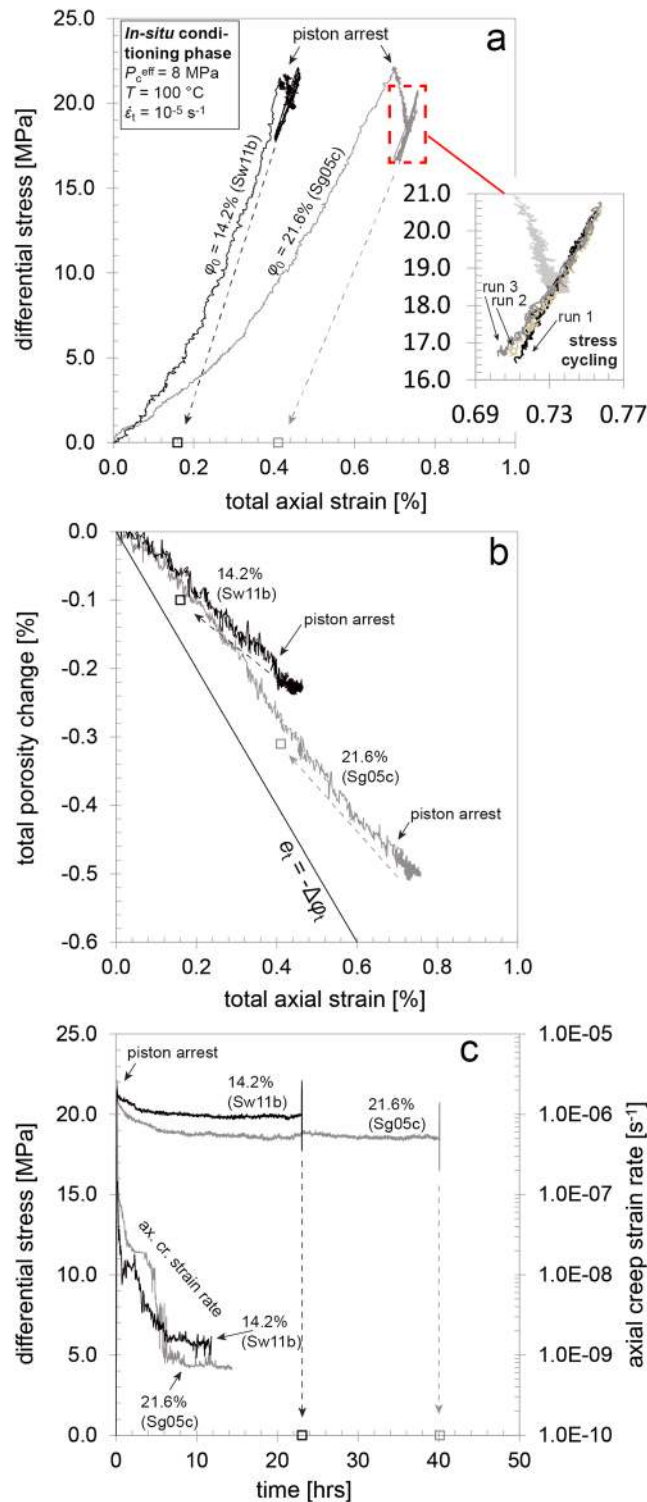 a
In-situ condi-
tioning phase
P_c^eff = 8 MPa
T = 100 °C
ε̇_t = 10^-5 s^-1
piston arrest
25.0
20.0
15.0
10.0
5.0
0.0
differential stress [MPa]
φ_0 = 14.2% (Sw11b)
φ_0 = 21.6% (Sg05c)
21.0
20.0
19.0
18.0
17.0
16.0
run 3
run 2
run 1
stress
cycling
0.69 0.73 0.77
0.0 0.2 0.4 0.6 0.8 1.0
total axial strain [%]
b
0.0
-0.1
-0.2
-0.3
-0.4
-0.5
-0.6
total porosity change [%]
14.2%
(Sw11b)
piston arrest
21.6%
(Sg05c)
piston arrest
e_t = -Δφ_t
0.0 0.2 0.4 0.6 0.8 1.0
total axial strain [%]
c
25.0
20.0
15.0
10.0
5.0
0.0
differential stress [MPa]
piston arrest
14.2%
(Sw11b)
21.6%
(Sg05c)
ax. cr. strain rate
14.2%
(Sw11b)
21.6%
(Sg05c)
1.0E-05
1.0E-06
1.0E-07
1.0E-08
1.0E-09
1.0E-10
axial creep strain rate [s^-1]
0 10 20 30 40 50
time [hrs]